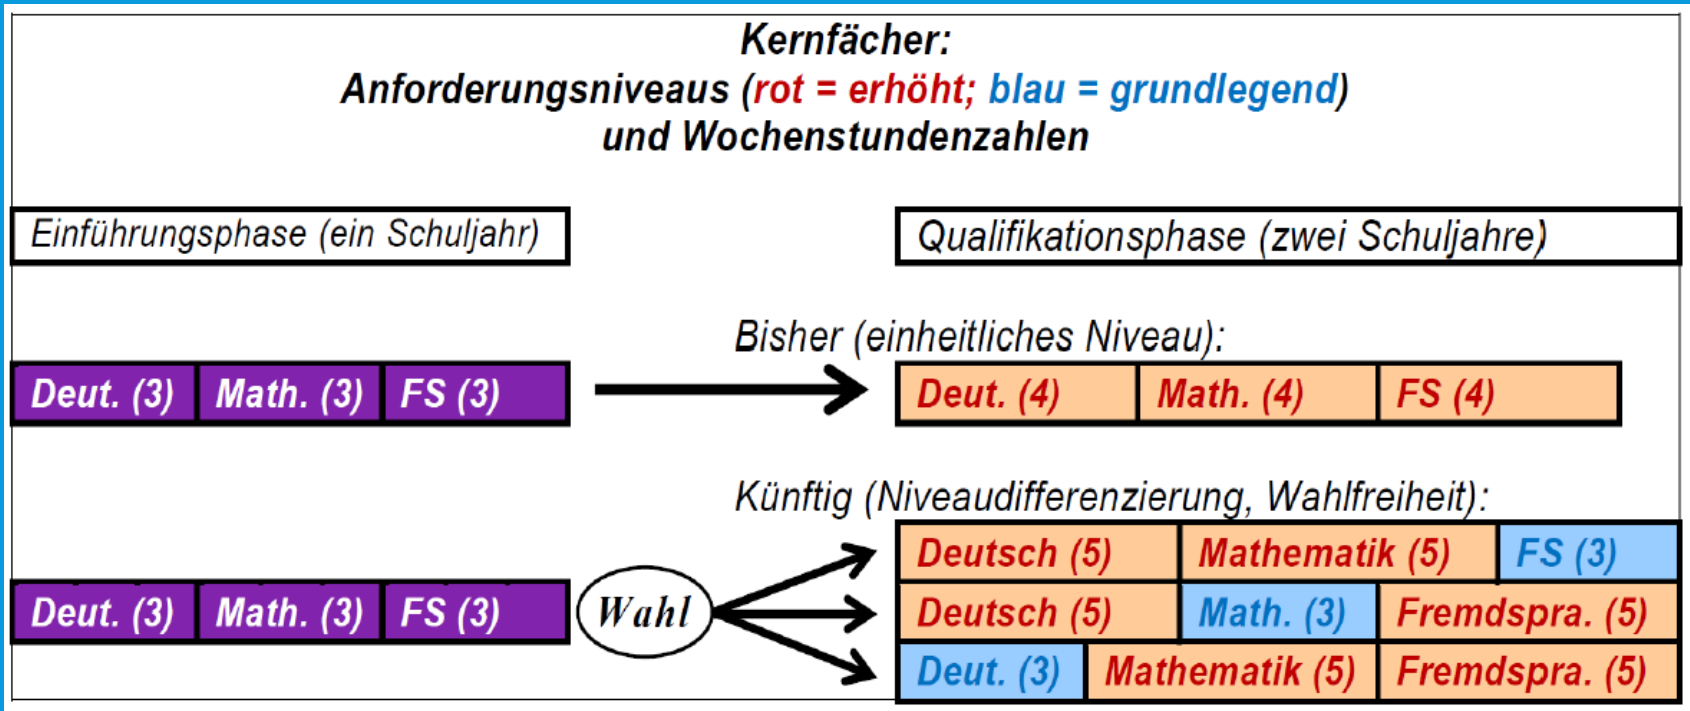 Kernfächer:
Anforderungsniveaus (rot = erhöht; blau = grundlegend)
und Wochenstundenzahlen
Einführungsphase (ein Schuljahr)
Qualifikationsphase (zwei Schuljahre)
Bisher (einheitliches Niveau):
Deut. (3) Math. (3) FS (3) Deut. (4) Math. (4) FS (4)
Künftig (Niveaudifferenzierung, Wahlfreiheit):
Deutsch (5) Mathematik (5) FS (3)
Deut. (3) Math. (3) FS (3) Wahl Deutsch (5) Math. (3) Fremdspra. (5)
Deut. (3) Mathematik (5) Fremdspra. (5)